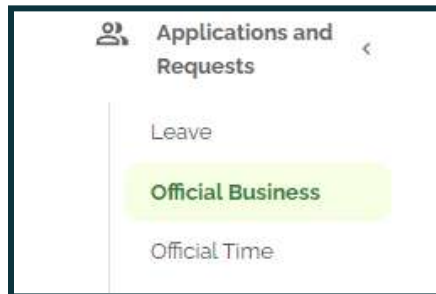 Applications and
Requests
Leave
Official Business
Official Time